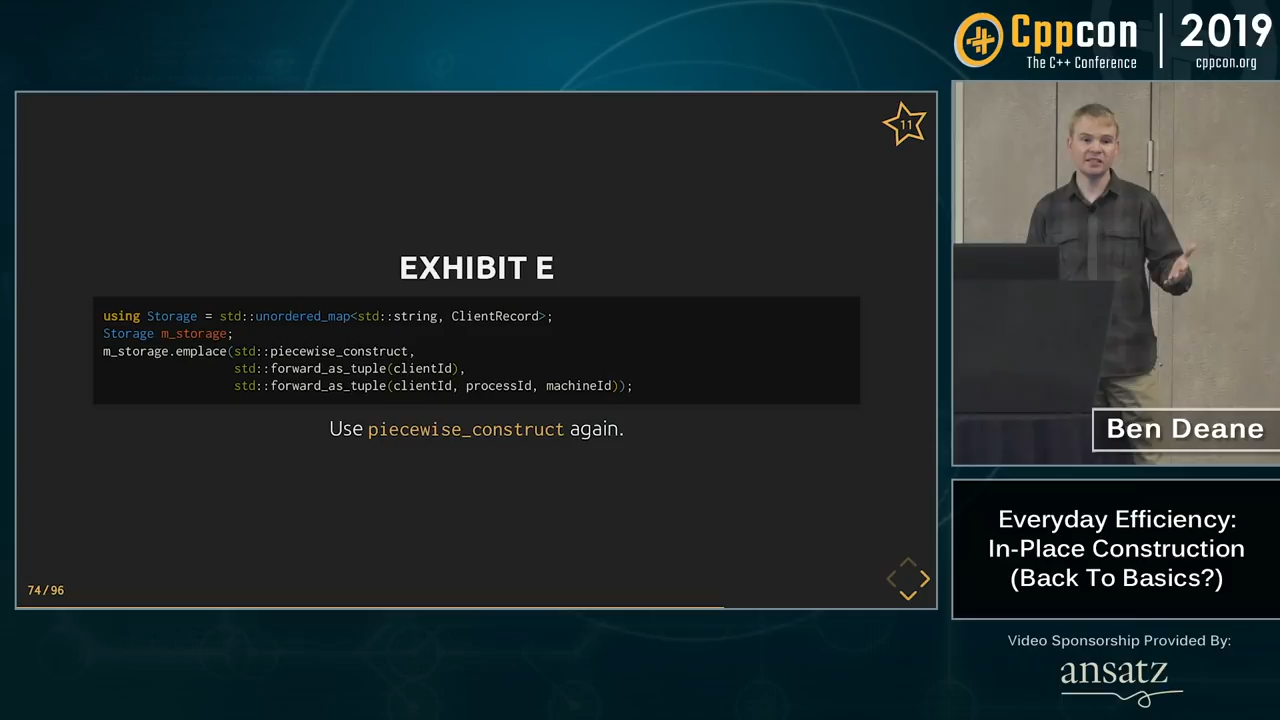 Cppcon
The C++ Conference
2019
cppcon.org
11
EXHIBIT E
using Storage = std::unordered_map<std::string, ClientRecord>;
Storage m_storage;
m_storage.emplace(std::piecewise_construct,
std::forward_as_tuple(clientId),
std::forward_as_tuple(clientId, processId, machineId));
Use piecewise_construct again.
74/96
Ben Deane
Everyday Efficiency:
In-Place Construction
(Back To Basics?)
Video Sponsorship Provided By:
ansatz